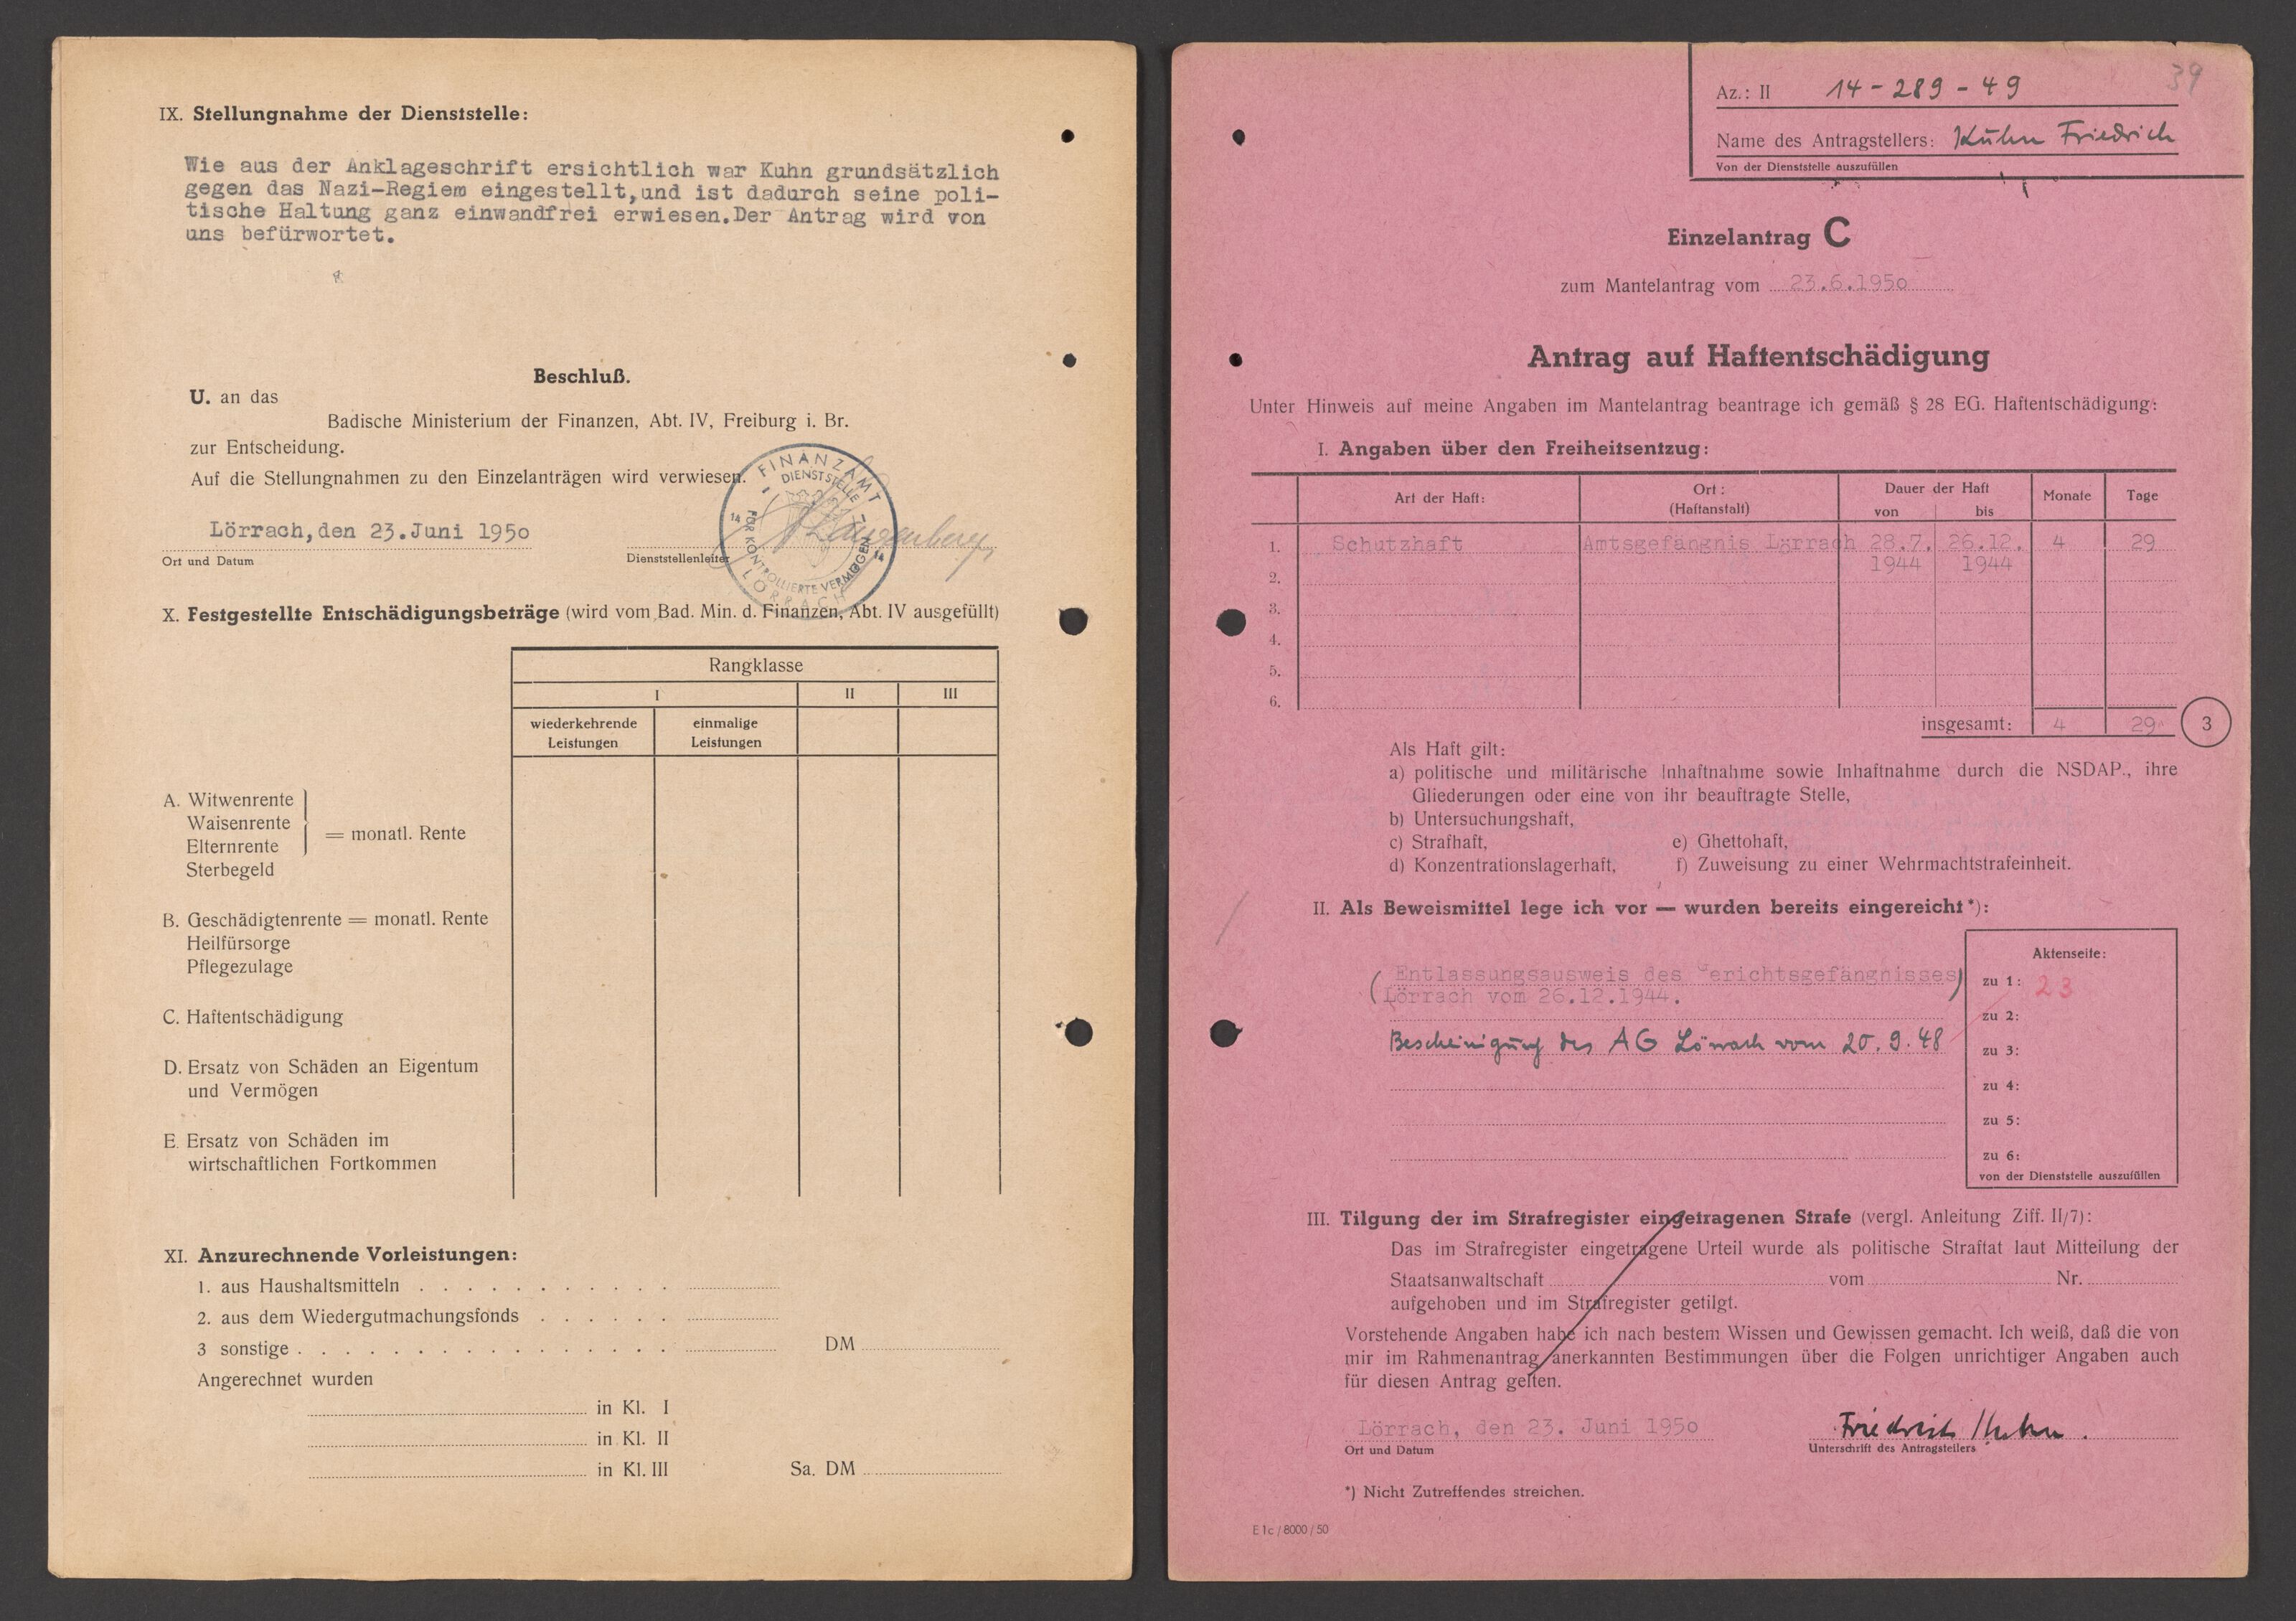 IX. Stellungnahme der Dienststelle:
Wie aus der Anklageschrift ersichtlich war Kuhn grundsätzlich
gegen das Nazi-Regiem eingestellt,und ist dadurch seine poli-
tische Haltung ganz einwandfrei erwiesen.Der Antrag wird von
uns befürwortet.
Beschluß.
U. an das
Badische Ministerium der Finanzen, Abt. IV, Freiburg i. Br.
zur Entscheidung.
Auf die Stellungnahmen zu den Einzelanträgen wird verwiesen.
FINANZAMT LÖRRACH
DIENSTSTELLE FÜR KONTROLLIERTE VERMÖGEN
14 14
Lörrach,den 23.Juni 1950
Ort und Datum
Dienststellenleiter
X. Festgestellte Entschädigungsbeträge (wird vom Bad. Min. d. Finanzen, Abt. IV ausgefüllt)
Rangklasse
I II III
wiederkehrende Leistungen
einmalige Leistungen
A. Witwenrente
Waisenrente
Elternrente
= monatl. Rente
Sterbegeld
B. Geschädigtenrente = monatl. Rente
Heilfürsorge
Pflegezulage
C. Haftentschädigung
D. Ersatz von Schäden an Eigentum
und Vermögen
E. Ersatz von Schäden im
wirtschaftlichen Fortkommen
XI. Anzurechnende Vorleistungen:
1. aus Haushaltsmitteln
2. aus dem Wiedergutmachungsfonds
3 sonstige DM
Angerechnet wurden
in Kl. I
in Kl. II
in Kl. III Sa. DM
39
Az.: II 14-289-49
Name des Antragstellers: Kuhn Friedrich
Von der Dienststelle auszufüllen
Einzelantrag C
zum Mantelantrag vom 23.6.1950
Antrag auf Haftentschädigung
Unter Hinweis auf meine Angaben im Mantelantrag beantrage ich gemäß § 28 EG. Haftentschädigung:
I. Angaben über den Freiheitsentzug:
Art der Haft: Ort: (Haftanstalt) Dauer der Haft von bis Monate Tage
1. Schutzhaft Amtsgefängnis Lörrach 28.7. 26.12. 4 29
1944 1944
2.
3.
4.
5.
6.
insgesamt: 4 29 3
Als Haft gilt:
a) politische und militärische Inhaftnahme sowie Inhaftnahme durch die NSDAP., ihre
Gliederungen oder eine von ihr beauftragte Stelle,
b) Untersuchungshaft,
c) Strafhaft, e) Ghettohaft,
d) Konzentrationslagerhaft, f) Zuweisung zu einer Wehrmachtstrafeinheit.
II. Als Beweismittel lege ich vor — wurden bereits eingereicht*):
(Entlassungsausweis des Gerichtsgefängnisses
Lörrach vom 26.12.1944.)
Bescheinigung des AG Lörrach vom 20.9.48
Aktenseite:
zu 1: 23
zu 2:
zu 3:
zu 4:
zu 5:
zu 6:
von der Dienststelle auszufüllen
III. Tilgung der im Strafregister eingetragenen Strafe (vergl. Anleitung Ziff. II/7):
Das im Strafregister eingetragene Urteil wurde als politische Straftat laut Mitteilung der
Staatsanwaltschaft vom Nr.
aufgehoben und im Strafregister getilgt.
Vorstehende Angaben habe ich nach bestem Wissen und Gewissen gemacht. Ich weiß, daß die von
mir im Rahmenantrag anerkannten Bestimmungen über die Folgen unrichtiger Angaben auch
für diesen Antrag gelten.
Lörrach, den 23. Juni 1950 Friedrich Kuhn.
Ort und Datum Unterschrift des Antragstellers
*) Nicht Zutreffendes streichen.
E 1c / 8000 / 50